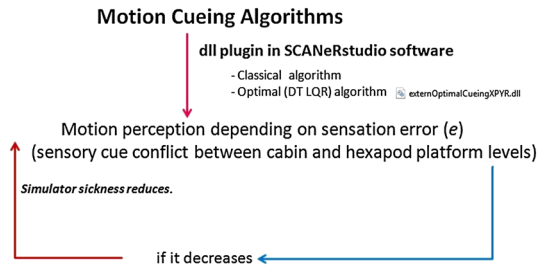 Motion Cueing Algorithms
dll plugin in SCANeRstudio software
- Classical algorithm
- Optimal (DT LQR) algorithm externOptimalCueingXPYR.dll
Motion perception depending on sensation error (e)
(sensory cue conflict between cabin and hexapod platform levels)
Simulator sickness reduces.
if it decreases